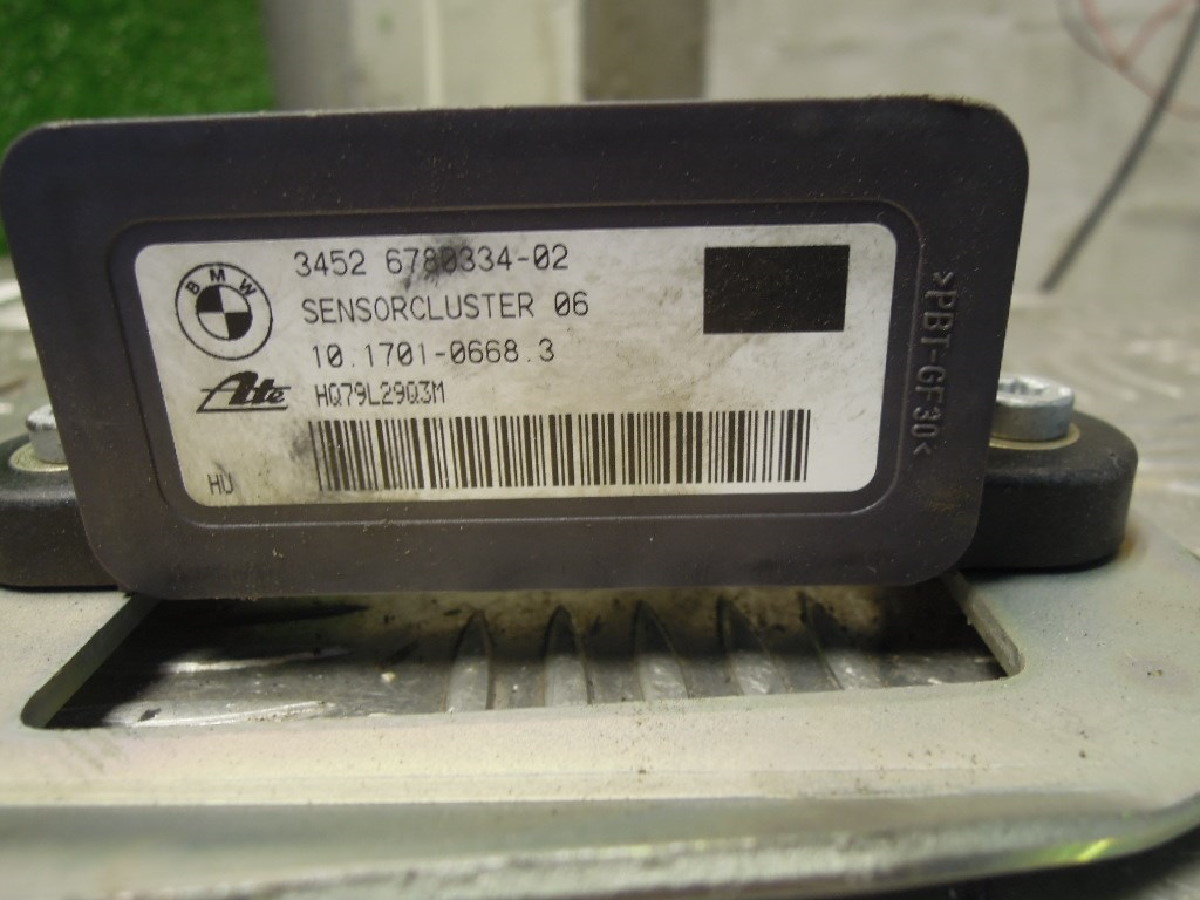 BMW
3452 6780334-02
SENSORCLUSTER 06
10.1701-0668.3
Ate
HQ79L29Q3M
HU
>PBT-GF30<